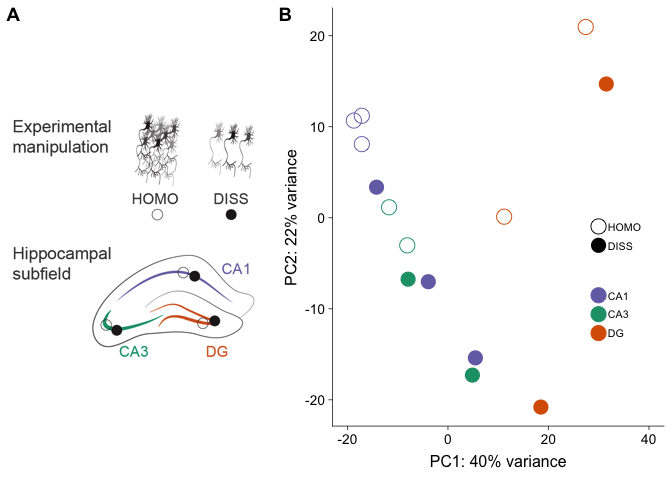 A
Experimental
manipulation
HOMO
DISS
Hippocampal
subfield
CA1
CA3
DG
B
PC2: 22% variance
20
10
0
-10
-20
-20
0
20
40
PC1: 40% variance
HOMO
DISS
CA1
CA3
DG